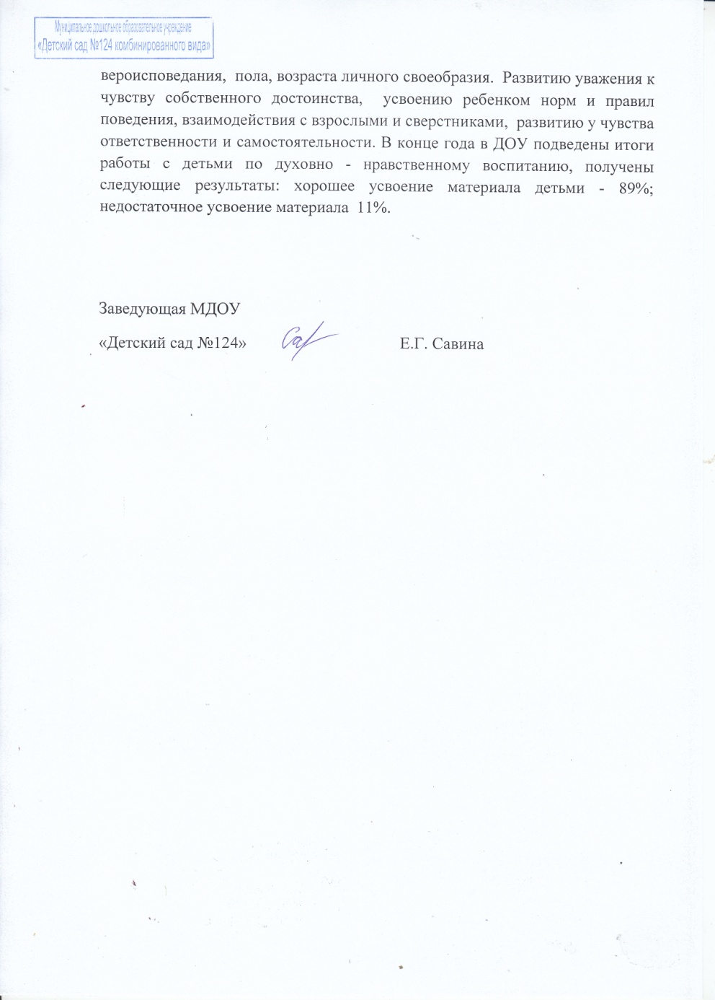 Муниципальное дошкольное образовательное учреждение
«Детский сад №124 комбинированного вида»
вероисповедания, пола, возраста личного своеобразия. Развитию уважения к
чувству собственного достоинства, усвоению ребенком норм и правил
поведения, взаимодействия с взрослыми и сверстниками, развитию у чувства
ответственности и самостоятельности. В конце года в ДОУ подведены итоги
работы с детьми по духовно - нравственному воспитанию, получены
следующие результаты: хорошее усвоение материала детьми - 89%;
недостаточное усвоение материала 11%.
Заведующая МДОУ
«Детский сад №124» Е.Г. Савина